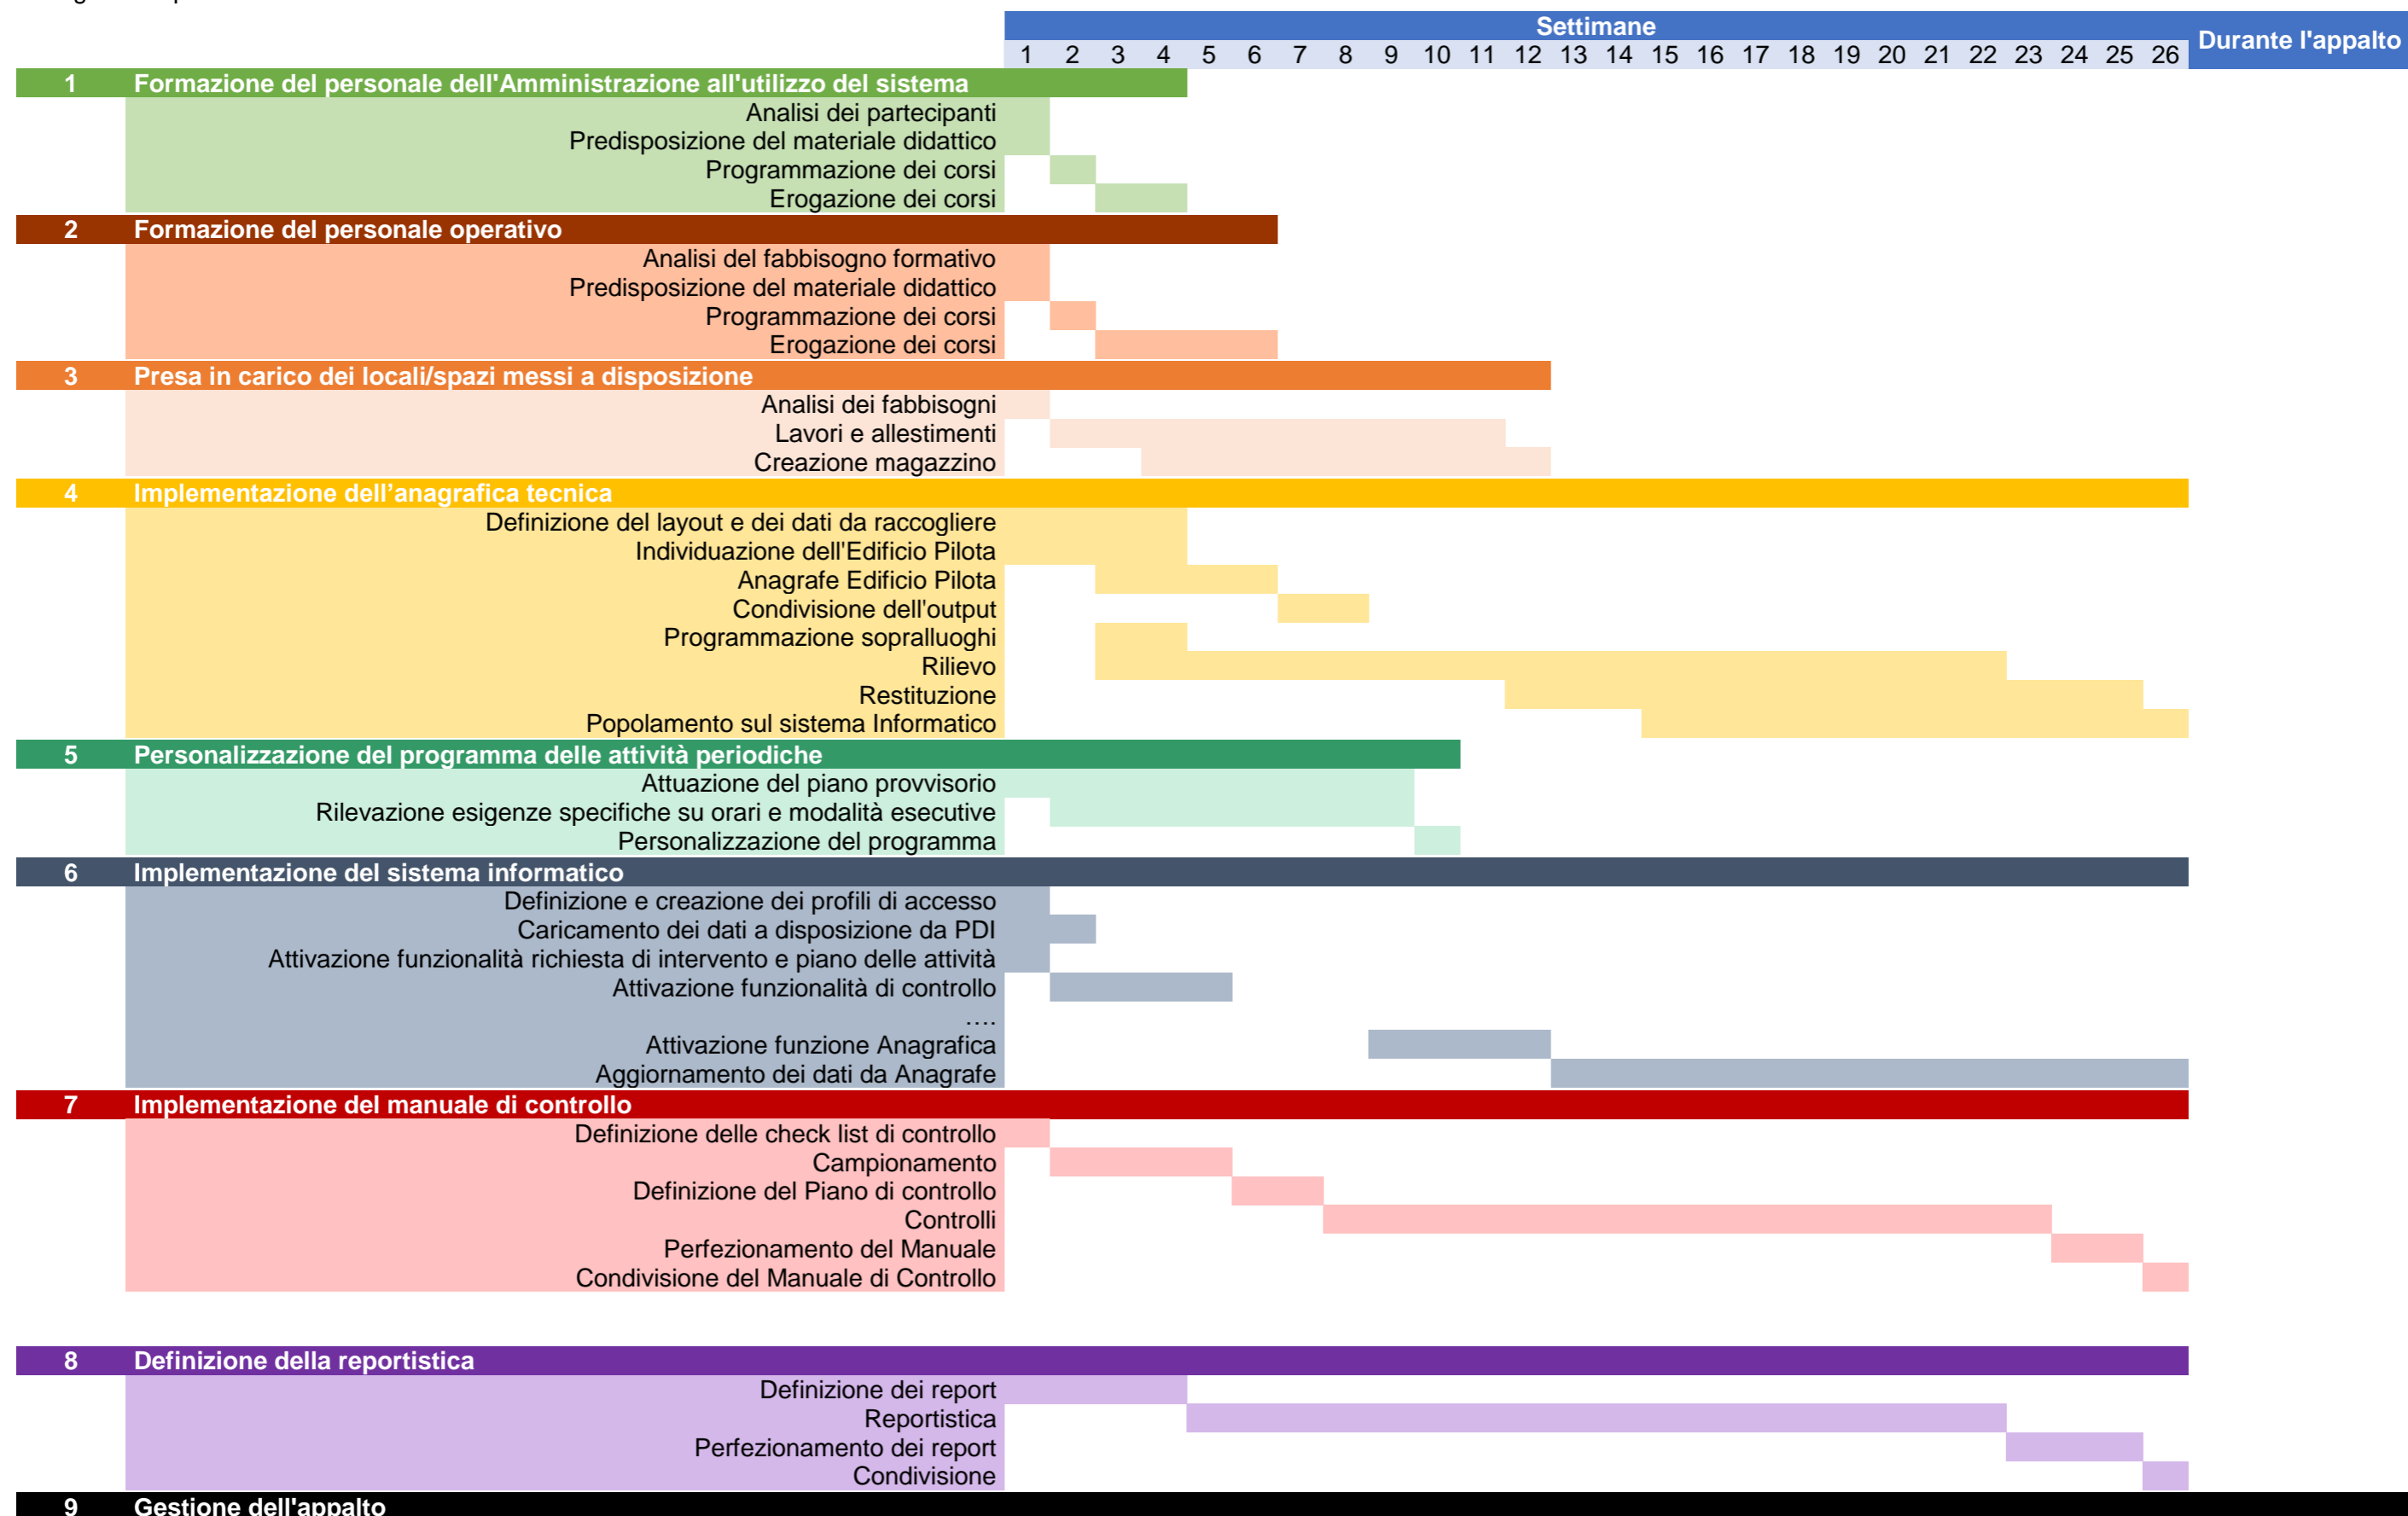 Settimane
Durante l'appalto
1 2 3 4 5 6 7 8 9 10 11 12 13 14 15 16 17 18 19 20 21 22 23 24 25 26
1 Formazione del personale dell'Amministrazione all'utilizzo del sistema
Analisi dei partecipanti
Predisposizione del materiale didattico
Programmazione dei corsi
Erogazione dei corsi
2 Formazione del personale operativo
Analisi del fabbisogno formativo
Predisposizione del materiale didattico
Programmazione dei corsi
Erogazione dei corsi
3 Presa in carico dei locali/spazi messi a disposizione
Analisi dei fabbisogni
Lavori e allestimenti
Creazione magazzino
4 Implementazione dell’anagrafica tecnica
Definizione del layout e dei dati da raccogliere
Individuazione dell'Edificio Pilota
Anagrafe Edificio Pilota
Condivisione dell'output
Programmazione sopralluoghi
Rilievo
Restituzione
Popolamento sul sistema Informatico
5 Personalizzazione del programma delle attività periodiche
Attuazione del piano provvisorio
Rilevazione esigenze specifiche su orari e modalità esecutive
Personalizzazione del programma
6 Implementazione del sistema informatico
Definizione e creazione dei profili di accesso
Caricamento dei dati a disposizione da PDI
Attivazione funzionalità richiesta di intervento e piano delle attività
Attivazione funzionalità di controllo
….
Attivazione funzione Anagrafica
Aggiornamento dei dati da Anagrafe
7 Implementazione del manuale di controllo
Definizione delle check list di controllo
Campionamento
Definizione del Piano di controllo
Controlli
Perfezionamento del Manuale
Condivisione del Manuale di Controllo
8 Definizione della reportistica
Definizione dei report
Reportistica
Perfezionamento dei report
Condivisione
9 Gestione dell'appalto